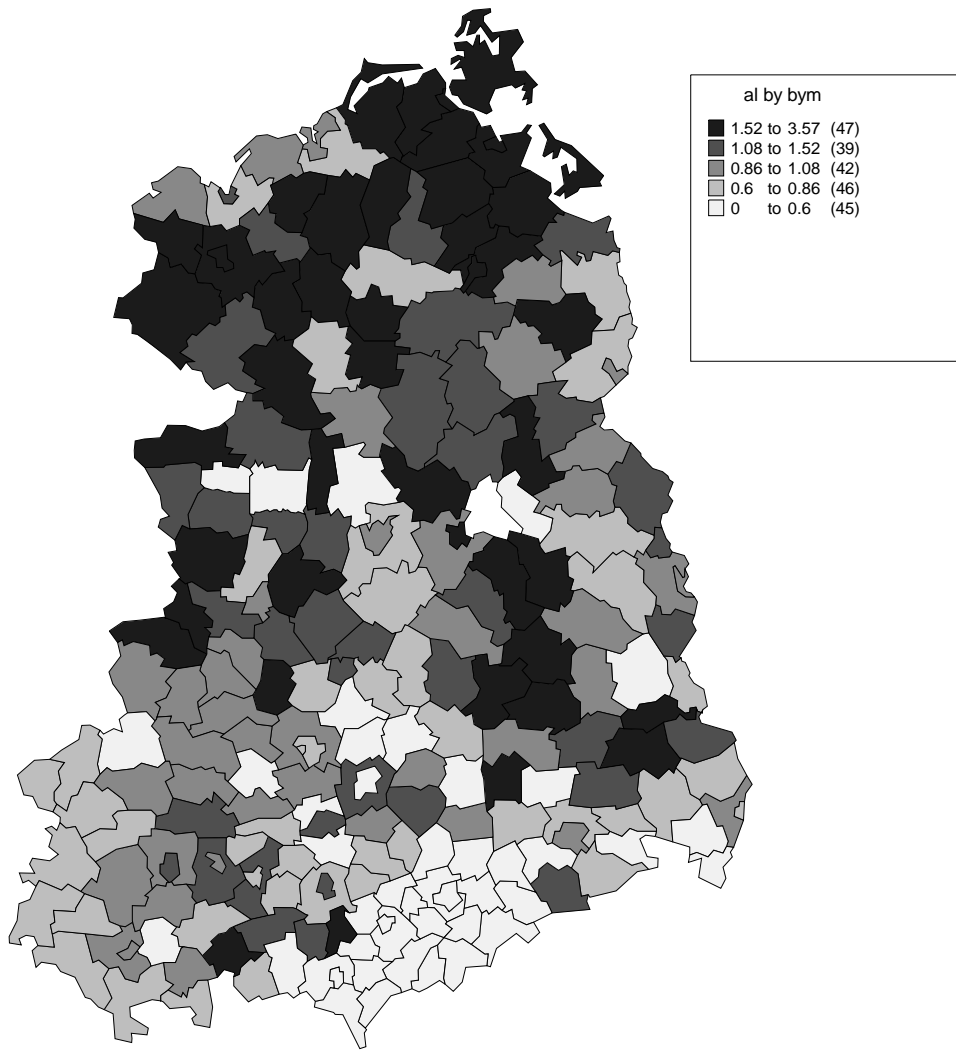 al by bym
1.52 to 3.57 (47)
1.08 to 1.52 (39)
0.86 to 1.08 (42)
0.6 to 0.86 (46)
0 to 0.6 (45)